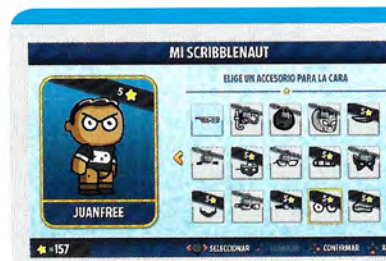 MI SCRIBBLENAUT
ELIGE UN ACCESORIO PARA LA CARA
5
JUANFREE
×157
SELECCIONAR
CONFIRMAR